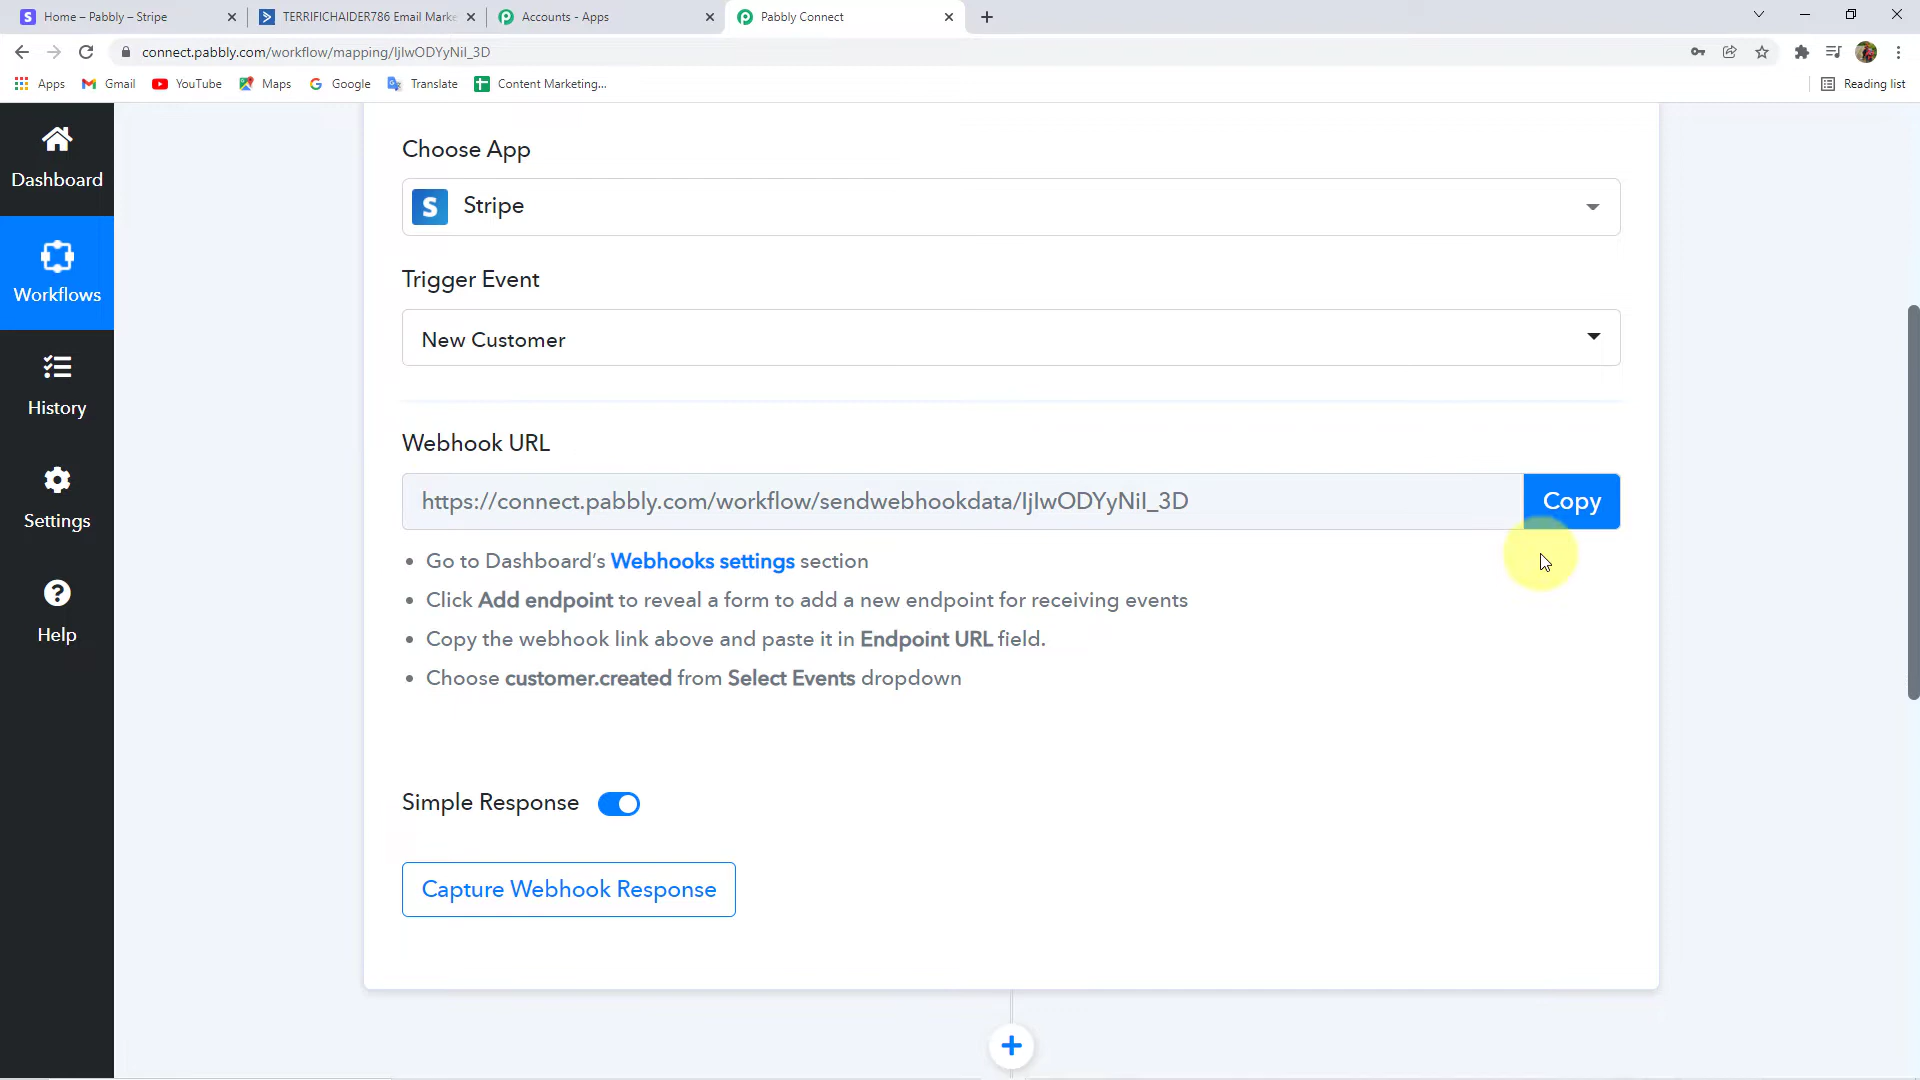 Home – Pabbly – Stripe
TERRIFICHAIDER786 Email Marke
Accounts - Apps
Pabbly Connect
connect.pabbly.com/workflow/mapping/IjIwODYyNiI_3D
Apps
Gmail
YouTube
Maps
Google
Translate
Content Marketing...
Reading list
Dashboard
Workflows
History
Settings
Help
Choose App
S Stripe
Trigger Event
New Customer
Webhook URL
https://connect.pabbly.com/workflow/sendwebhookdata/IjIwODYyNiI_3D
Copy
• Go to Dashboard’s Webhooks settings section
• Click Add endpoint to reveal a form to add a new endpoint for receiving events
• Copy the webhook link above and paste it in Endpoint URL field.
• Choose customer.created from Select Events dropdown
Simple Response
Capture Webhook Response